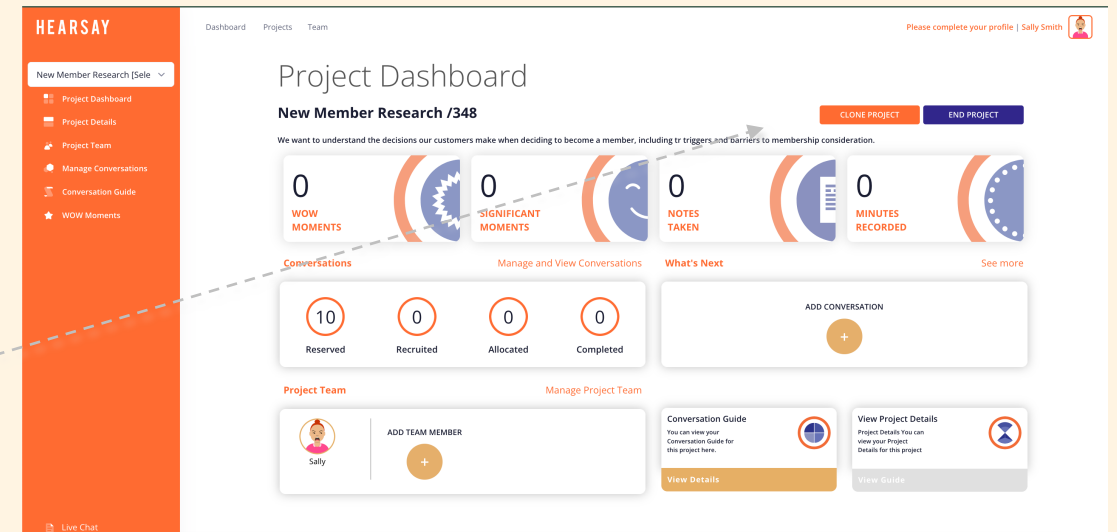 HEARSAY
Dashboard Projects Team
Please complete your profile | Sally Smith
New Member Research [Sele
Project Dashboard
Project Details
Project Team
Manage Conversations
Conversation Guide
WOW Moments
Live Chat
Project Dashboard
New Member Research /348
CLONE PROJECT
END PROJECT
We want to understand the decisions our customers make when deciding to become a member, including tr triggers and barriers to membership consideration.
0
WOW
MOMENTS
0
SIGNIFICANT
MOMENTS
0
NOTES
TAKEN
0
MINUTES
RECORDED
Conversations
Manage and View Conversations
10
Reserved
0
Recruited
0
Allocated
0
Completed
What's Next
See more
ADD CONVERSATION
+
Project Team
Manage Project Team
Sally
ADD TEAM MEMBER
+
Conversation Guide
You can view your
Conversation Guide for
this project here.
View Details
View Project Details
Project Details You can
view your Project
Details for this project
View Guide